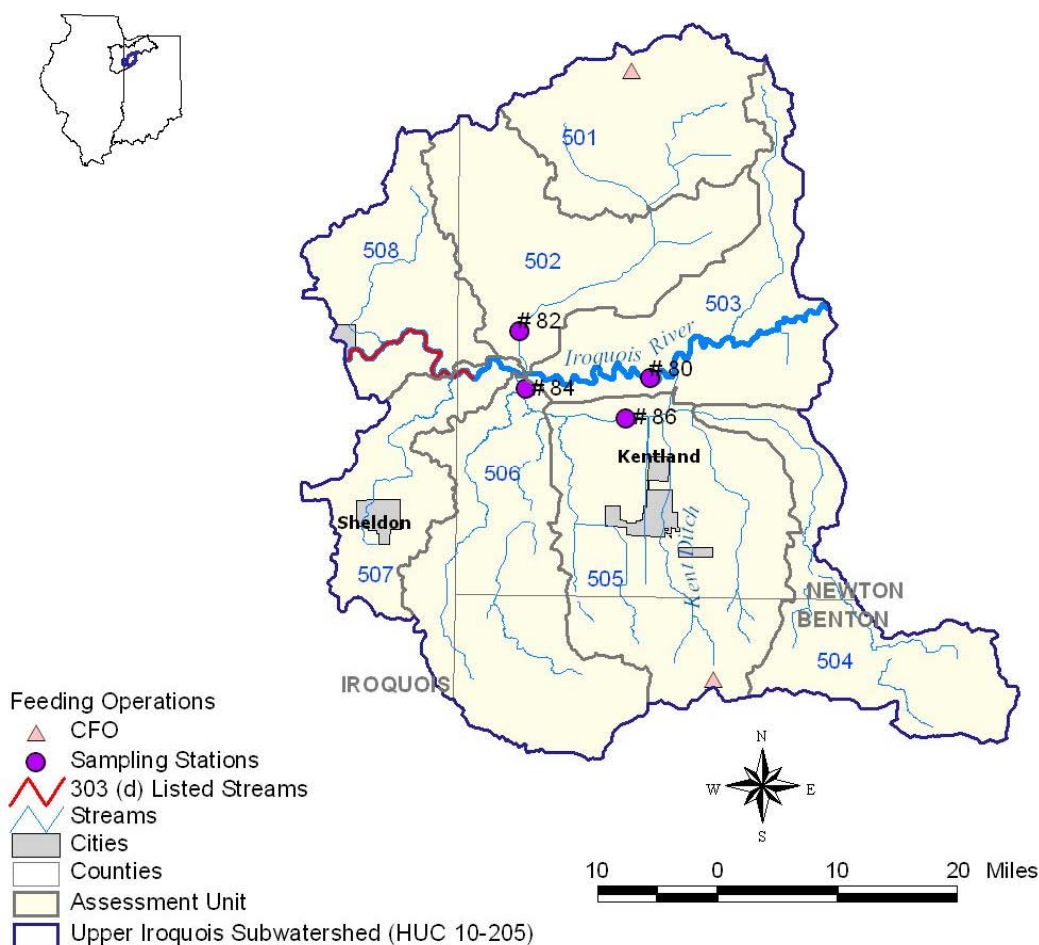 501
508
502
503
# 82
Iroquois River
# 80
# 84
# 86
Kentland
506
Sheldon
507
505
Kent Ditch
NEWTON
BENTON
504
IROQUOIS
Feeding Operations
CFO
Sampling Stations
303 (d) Listed Streams
Streams
Cities
Counties
Assessment Unit
Upper Iroquois Subwatershed (HUC 10-205)
N
W E
S
10 0 10 20 Miles